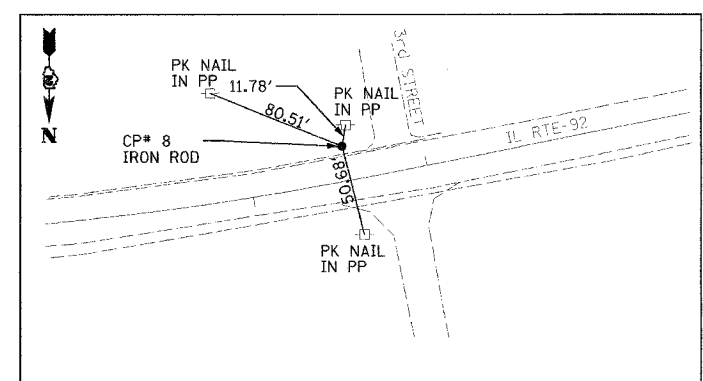 PK NAIL
IN PP
11.78'
80.51'
PK NAIL
IN PP
3rd STREET
CP# 8
IRON ROD
IL RTE-92
N
50.68'
PK NAIL
IN PP